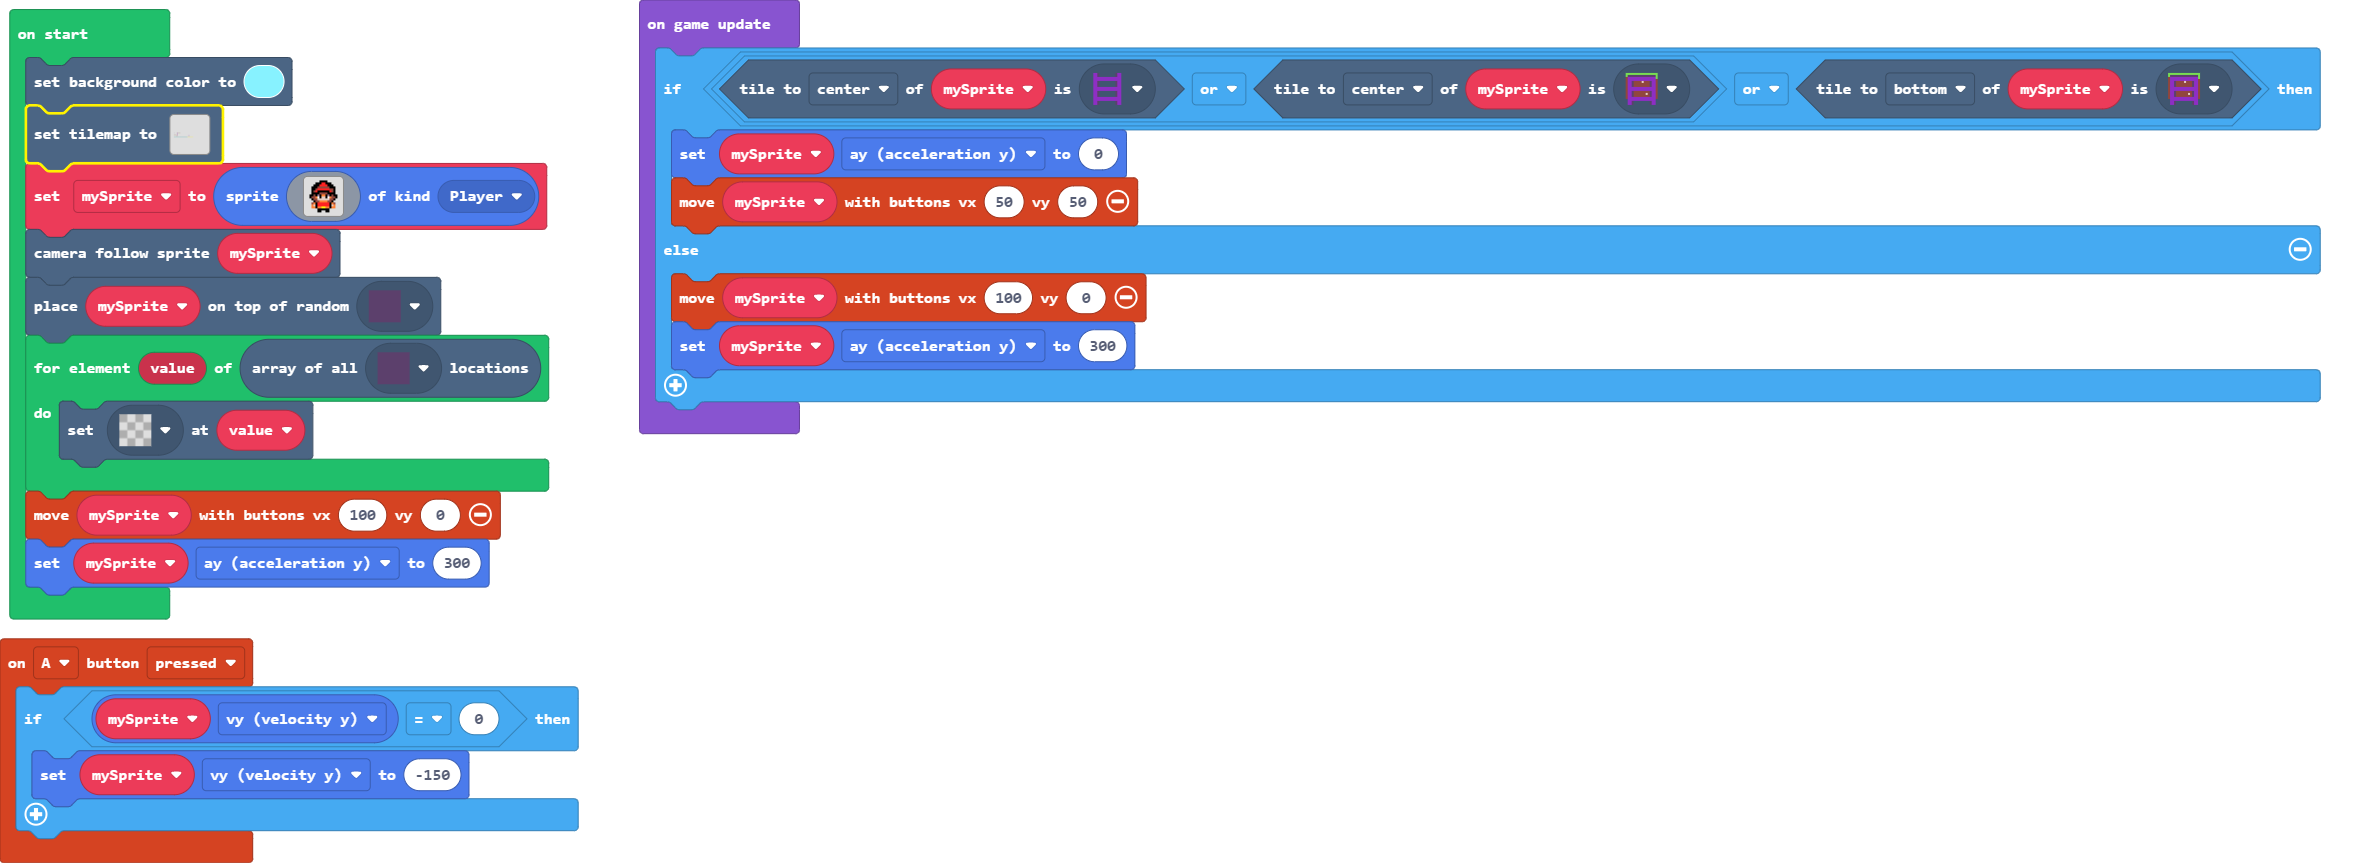 on start
set background color to
set tilemap to
set mySprite to sprite of kind Player
camera follow sprite mySprite
place mySprite on top of random
for element value of array of all locations
do set at value
move mySprite with buttons vx 100 vy 0
set mySprite ay (acceleration y) to 300
on A button pressed
if mySprite vy (velocity y) = 0 then
set mySprite vy (velocity y) to -150
on game update
if tile to center of mySprite is or tile to center of mySprite is or tile to bottom of mySprite is then
set mySprite ay (acceleration y) to 0
move mySprite with buttons vx 50 vy 50
else
move mySprite with buttons vx 100 vy 0
set mySprite ay (acceleration y) to 300